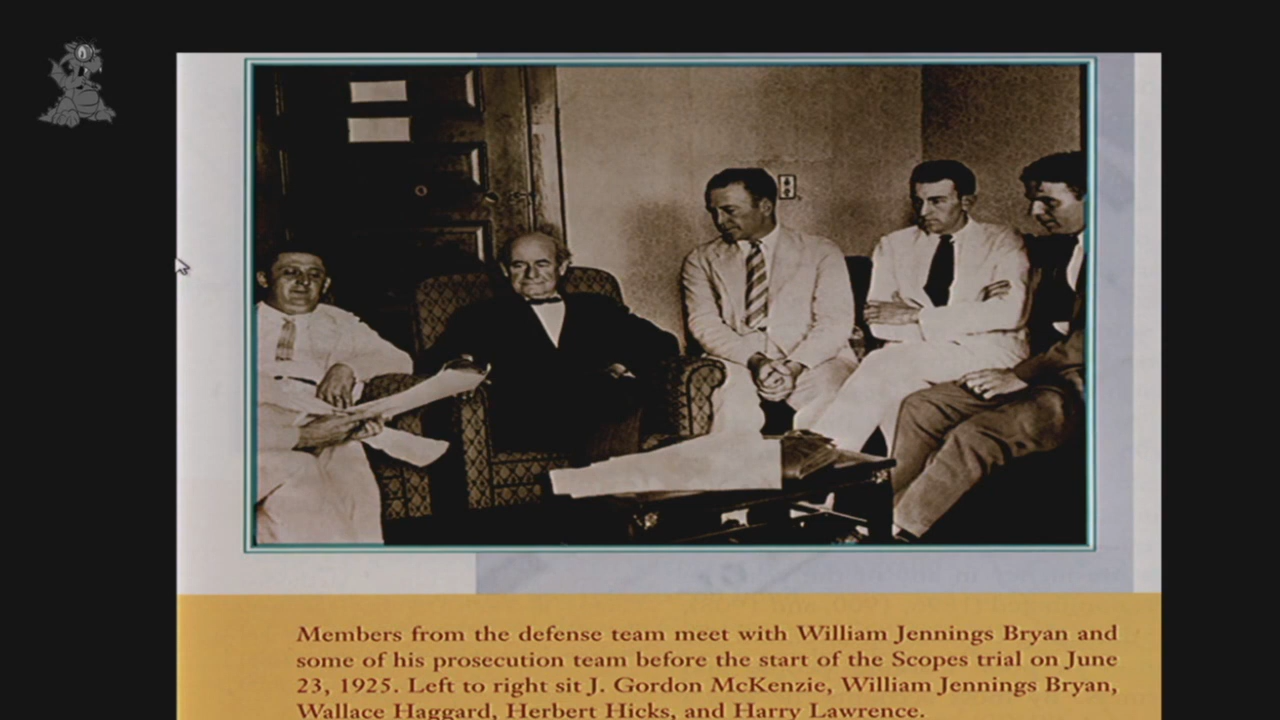 Members from the defense team meet with William Jennings Bryan and
some of his prosecution team before the start of the Scopes trial on June
23, 1925. Left to right sit J. Gordon McKenzie, William Jennings Bryan,
Wallace Haggard, Herbert Hicks, and Harry Lawrence.